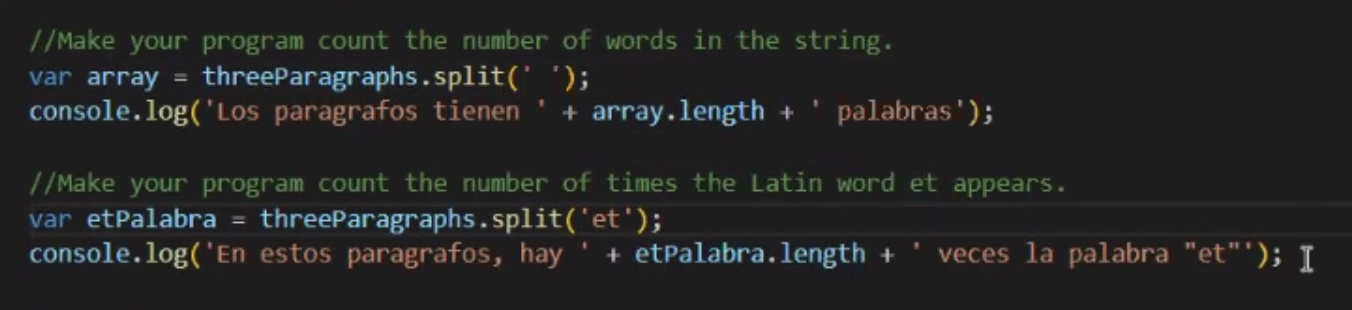 //Make your program count the number of words in the string.
var array = threeParagraphs.split(' ');
console.log('Los paragrafos tienen ' + array.length + ' palabras');
//Make your program count the number of times the Latin word et appears.
var etPalabra = threeParagraphs.split('et');
console.log('En estos paragrafos, hay ' + etPalabra.length + ' veces la palabra "et"');